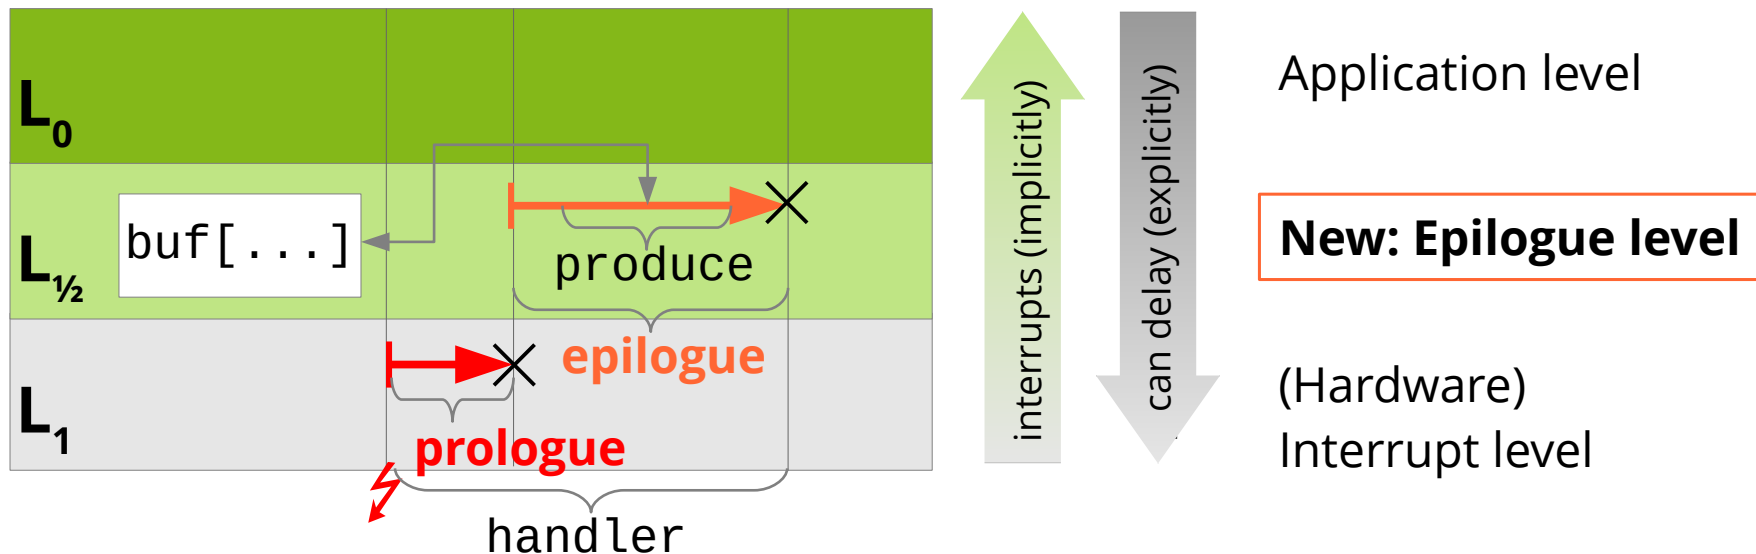 L0
buf[...]
L½
produce
epilogue
L1
prologue
handler
interrupts (implicitly)
can delay (explicitly)
Application level
New: Epilogue level
(Hardware)
Interrupt level